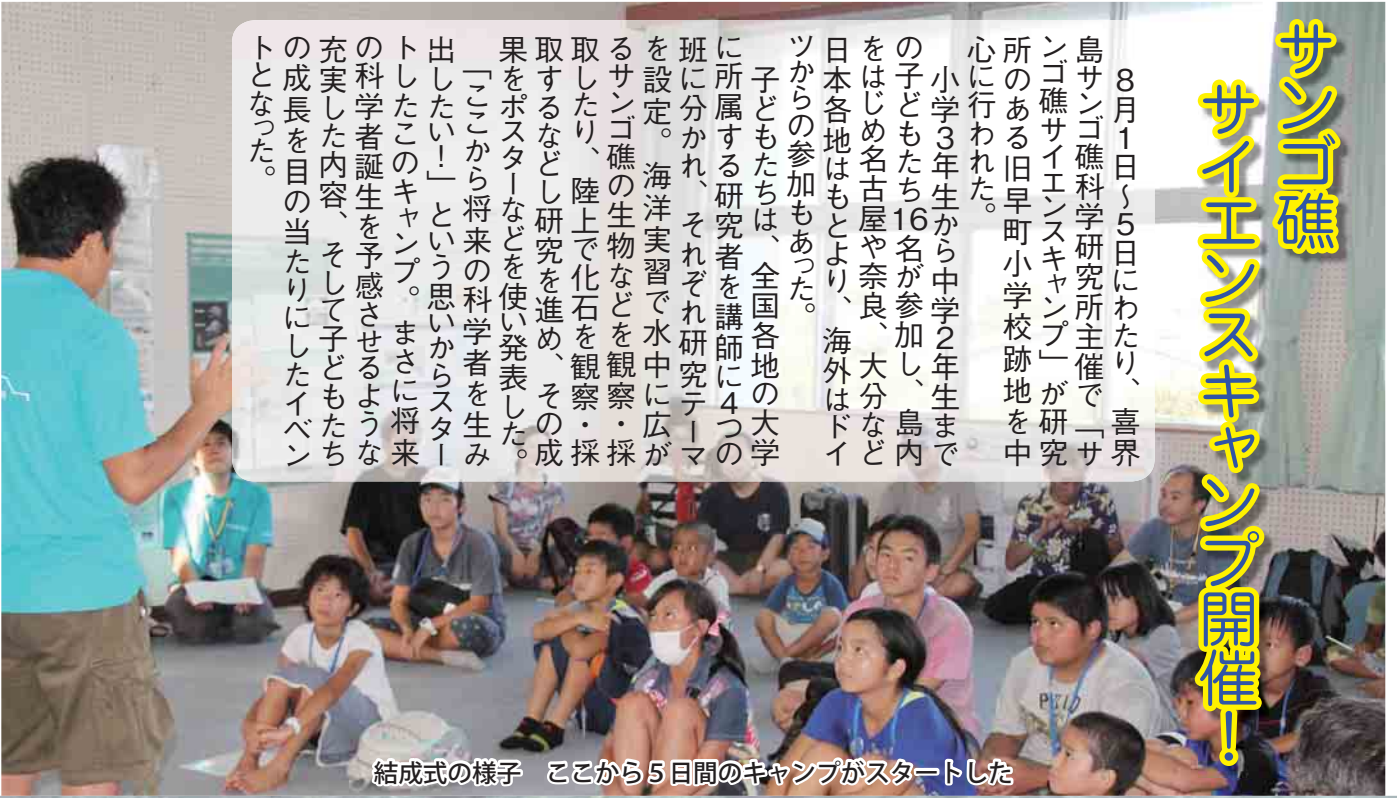 サンゴ礁
サイエンスキャンプ開催！
８月１日～５日にわたり、喜界
島サンゴ礁科学研究所主催で「サ
ンゴ礁サイエンスキャンプ」が研究
所のある旧早町小学校跡地を中
心に行われた。
小学３年生から中学２年生まで
の子どもたち16名が参加し、島内
をはじめ名古屋や奈良、大分など
日本各地はもとより、海外はドイ
ツからの参加もあった。
子どもたちは、全国各地の大学
に所属する研究者を講師に４つの
班に分かれ、それぞれ研究テーマ
を設定。海洋実習で水中に広が
るサンゴ礁の生物などを観察・採
取したり、陸上で化石を観察・採
取するなどし研究を進め、その成
果をポスターなどを使い発表した。
「ここから将来の科学者を生み
出したい！」という思いからスター
トしたこのキャンプ。まさに将来
の科学者誕生を予感させるような
充実した内容、そして子どもたち
の成長を目の当たりにしたイベン
トとなった。
結成式の様子　ここから５日間のキャンプがスタートした